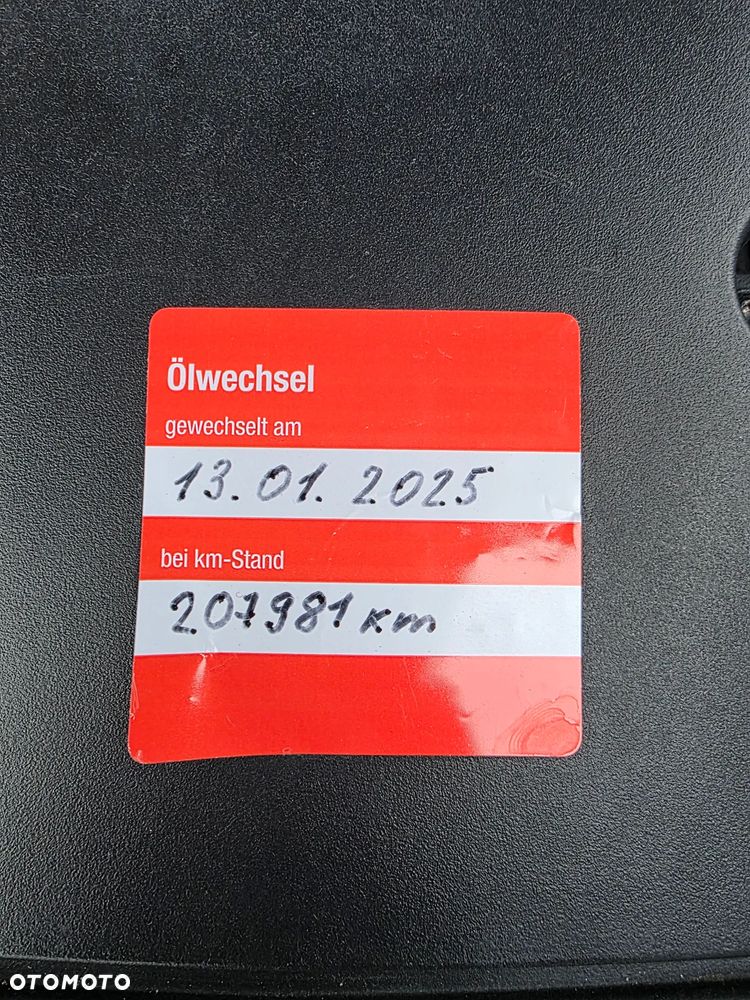 Ölwechsel
gewechselt am
13.01.2025
bei km-Stand
207981 km
OTOMOTO